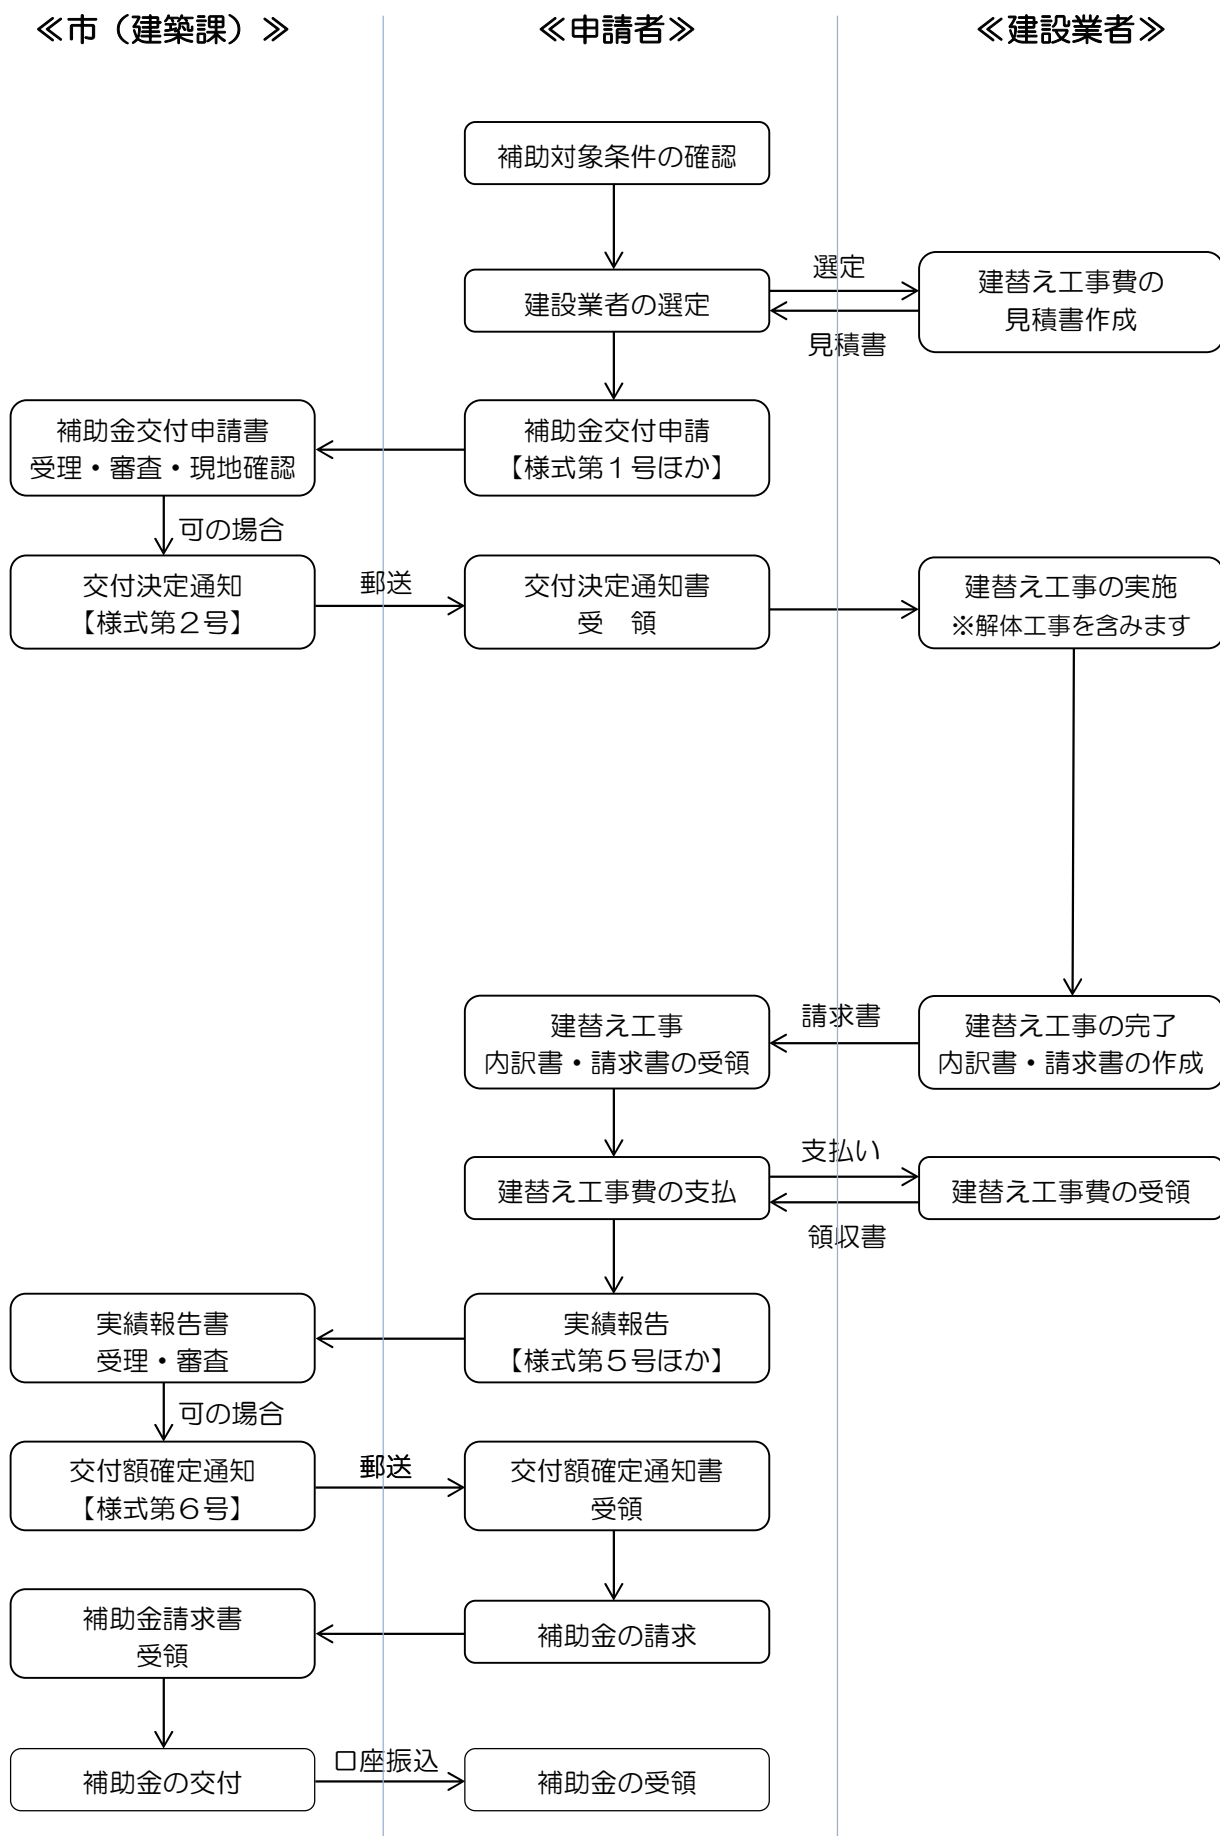 ≪市（建築課）≫
≪申請者≫
≪建設業者≫
補助対象条件の確認
建設業者の選定
選定
見積書
建替え工事費の
見積書作成
補助金交付申請書
受理・審査・現地確認
補助金交付申請
【様式第１号ほか】
可の場合
交付決定通知
【様式第２号】
郵送
交付決定通知書
受　領
建替え工事の実施
※解体工事を含みます
建替え工事
内訳書・請求書の受領
請求書
建替え工事の完了
内訳書・請求書の作成
建替え工事費の支払
支払い
領収書
建替え工事費の受領
実績報告書
受理・審査
実績報告
【様式第５号ほか】
可の場合
交付額確定通知
【様式第６号】
郵送
交付額確定通知書
受領
補助金請求書
受領
補助金の請求
補助金の交付
口座振込
補助金の受領